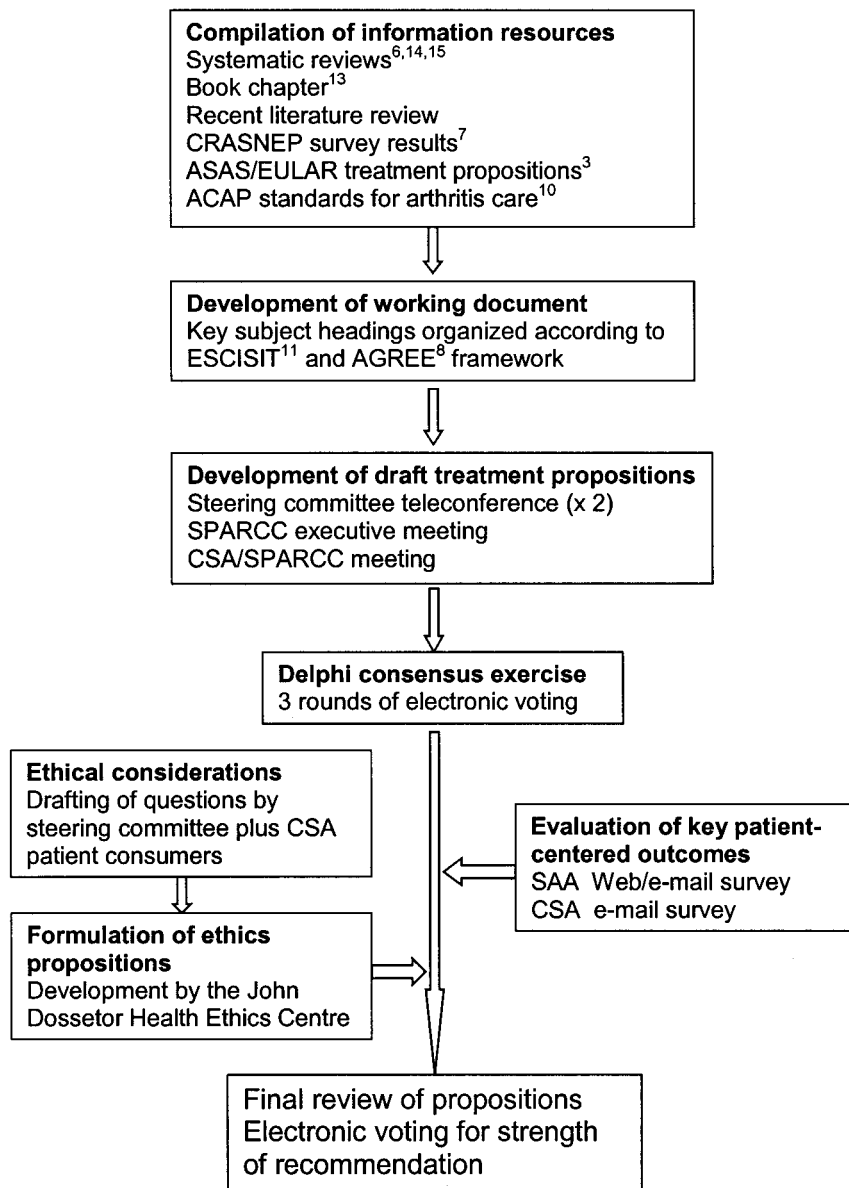 Compilation of information resources
Systematic reviews6,14,15
Book chapter13
Recent literature review
CRASNEP survey results7
ASAS/EULAR treatment propositions3
ACAP standards for arthritis care10
Development of working document
Key subject headings organized according to
ESCISIT11 and AGREE8 framework
Development of draft treatment propositions
Steering committee teleconference (x 2)
SPARCC executive meeting
CSA/SPARCC meeting
Delphi consensus exercise
3 rounds of electronic voting
Ethical considerations
Drafting of questions by
steering committee plus CSA
patient consumers
Evaluation of key patient-
centered outcomes
SAA Web/e-mail survey
CSA e-mail survey
Formulation of ethics
propositions
Development by the John
Dossetor Health Ethics Centre
Final review of propositions
Electronic voting for strength
of recommendation